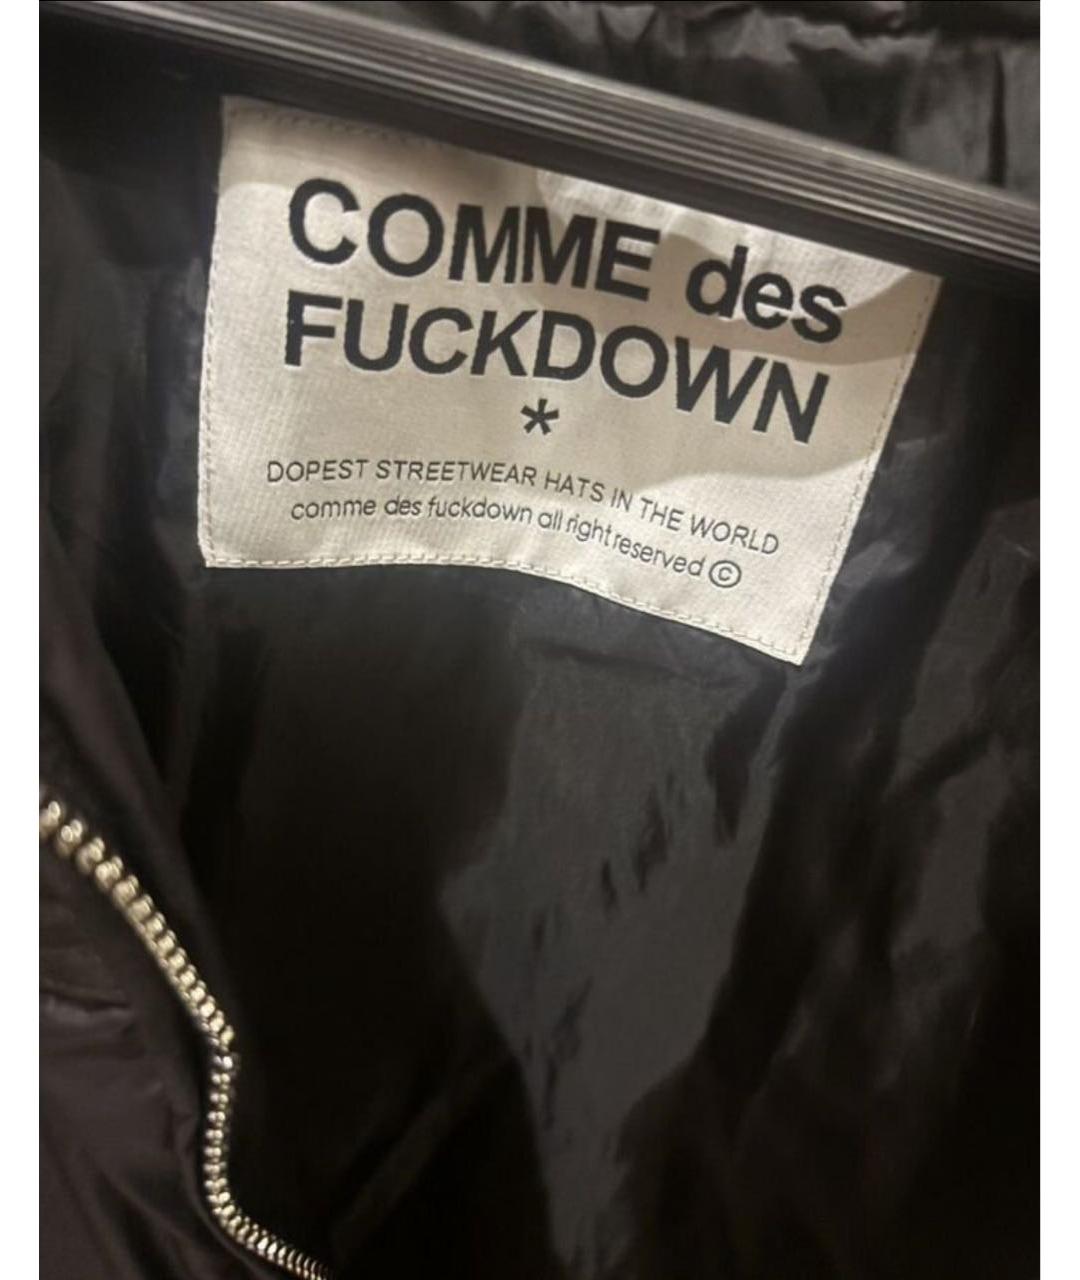 COMME des
FUCKDOWN
*
DOPEST STREETWEAR HATS IN THE WORLD
comme des fuckdown all right reserved ©